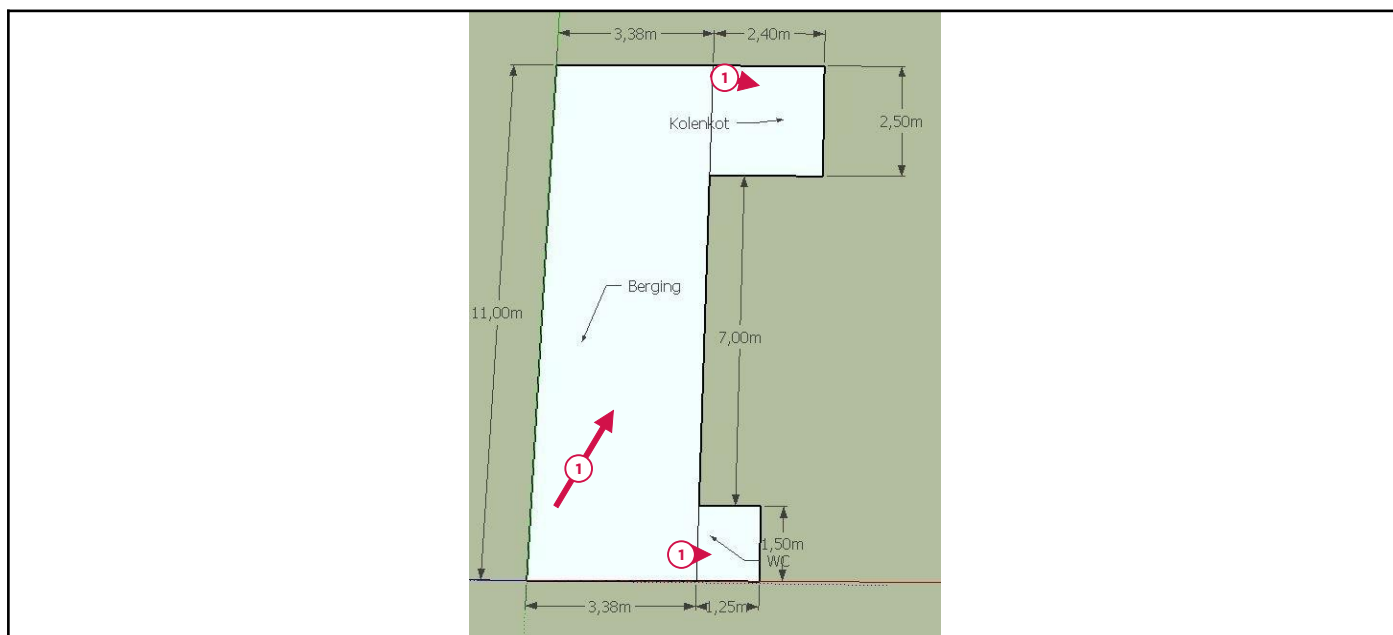 3,38m
2,40m
1
Kolenkot
2,50m
Berging
11,00m
7,00m
1
1,50m
1
WC
3,38m
1,25m